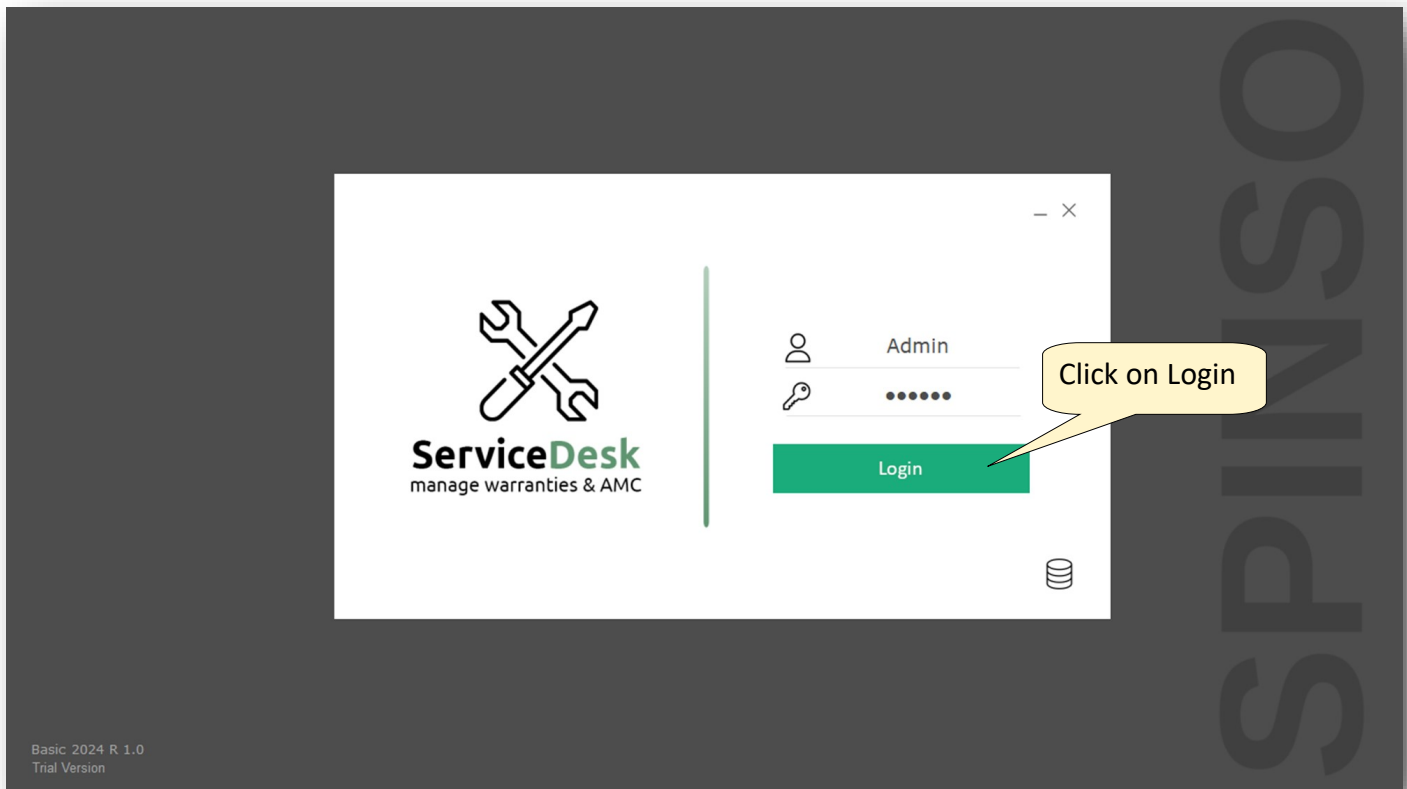 SPINSO
Admin
••••••
Click on Login
Login
ServiceDesk
manage warranties & AMC
Basic 2024 R 1.0
Trial Version